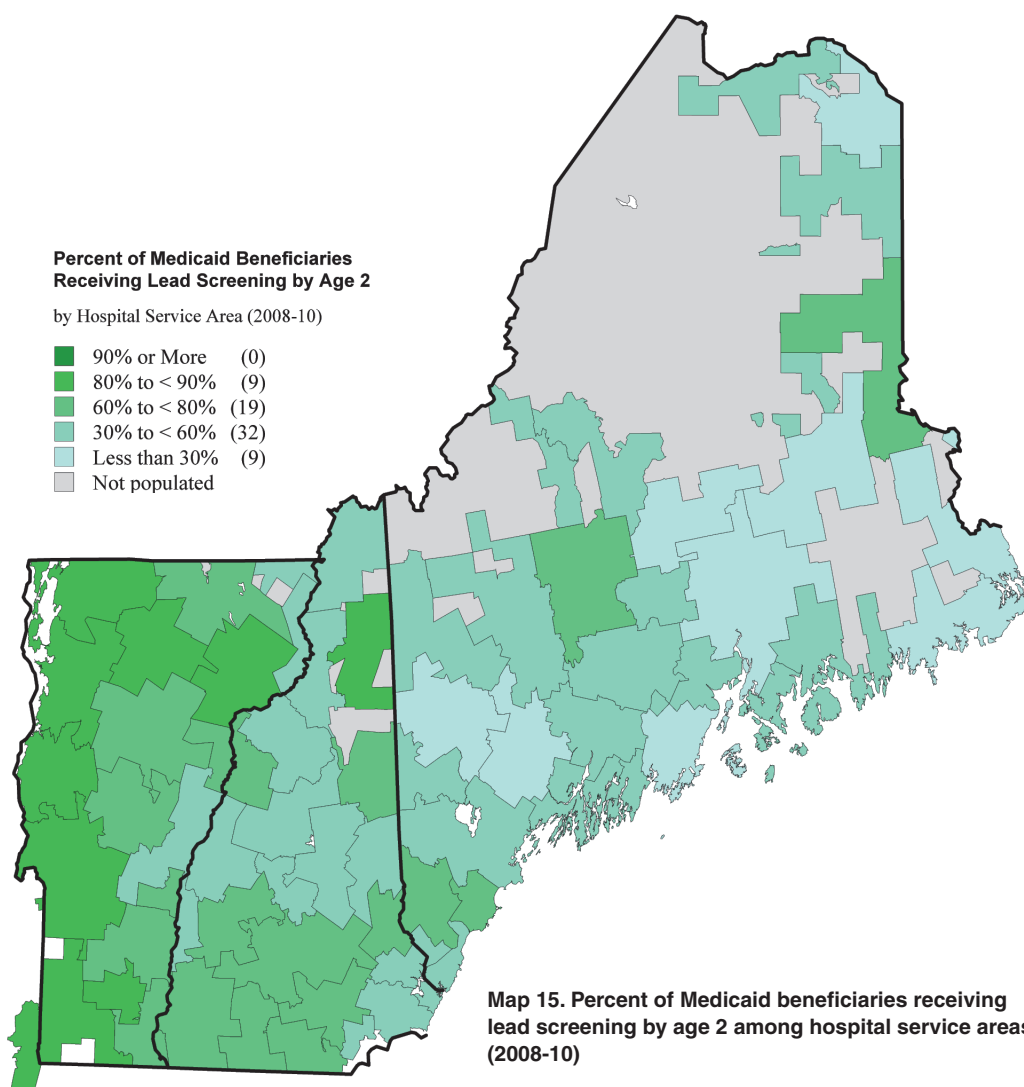 Percent of Medicaid Beneficiaries
Receiving Lead Screening by Age 2
by Hospital Service Area (2008-10)
90% or More (0)
80% to < 90% (9)
60% to < 80% (19)
30% to < 60% (32)
Less than 30% (9)
Not populated
Map 15. Percent of Medicaid beneficiaries receiving
lead screening by age 2 among hospital service areas
(2008-10)